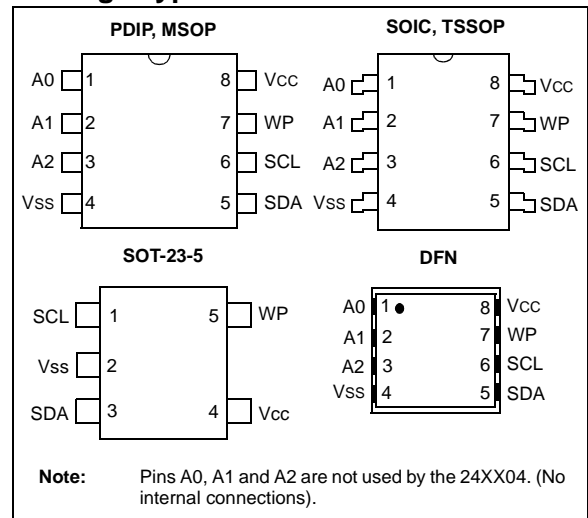 PDIP, MSOP
A0 1 8 VCC
A1 2 7 WP
A2 3 6 SCL
VSS 4 5 SDA
SOIC, TSSOP
A0 1 8 VCC
A1 2 7 WP
A2 3 6 SCL
VSS 4 5 SDA
SOT-23-5
SCL 1 5 WP
Vss 2
SDA 3 4 Vcc
DFN
A0 1 8 VCC
A1 2 7 WP
A2 3 6 SCL
VSS 4 5 SDA
Note: Pins A0, A1 and A2 are not used by the 24XX04. (No
internal connections).